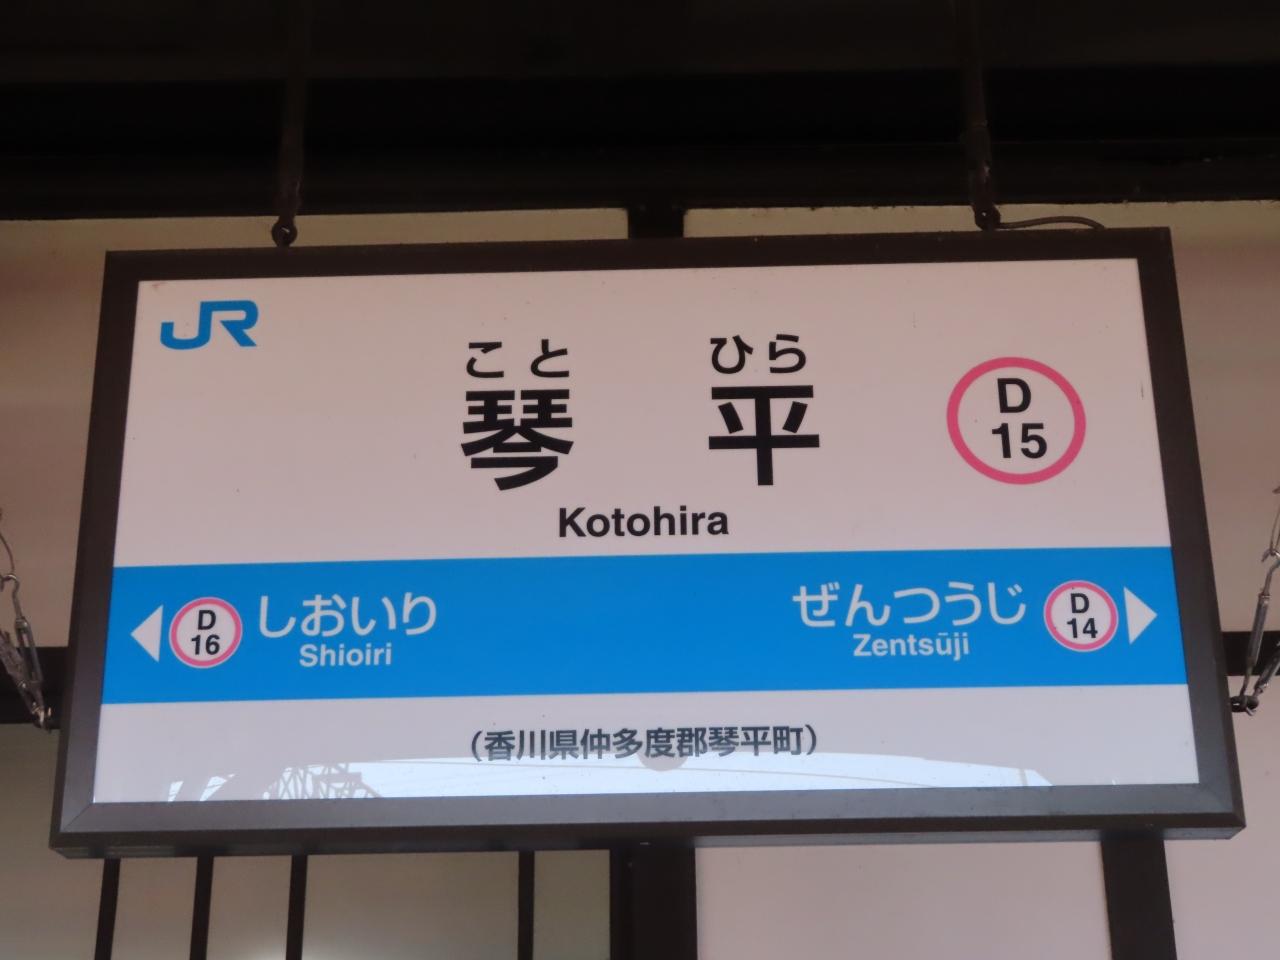 JR
こと ひら
琴平
Kotohira
D
15
D
16
しおいり
Shioiri
ぜんつうじ
Zentsūji
D
14
(香川県仲多度郡琴平町)